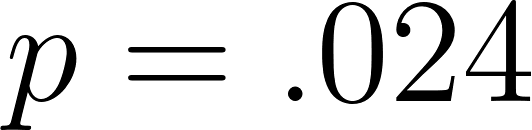 p = .024